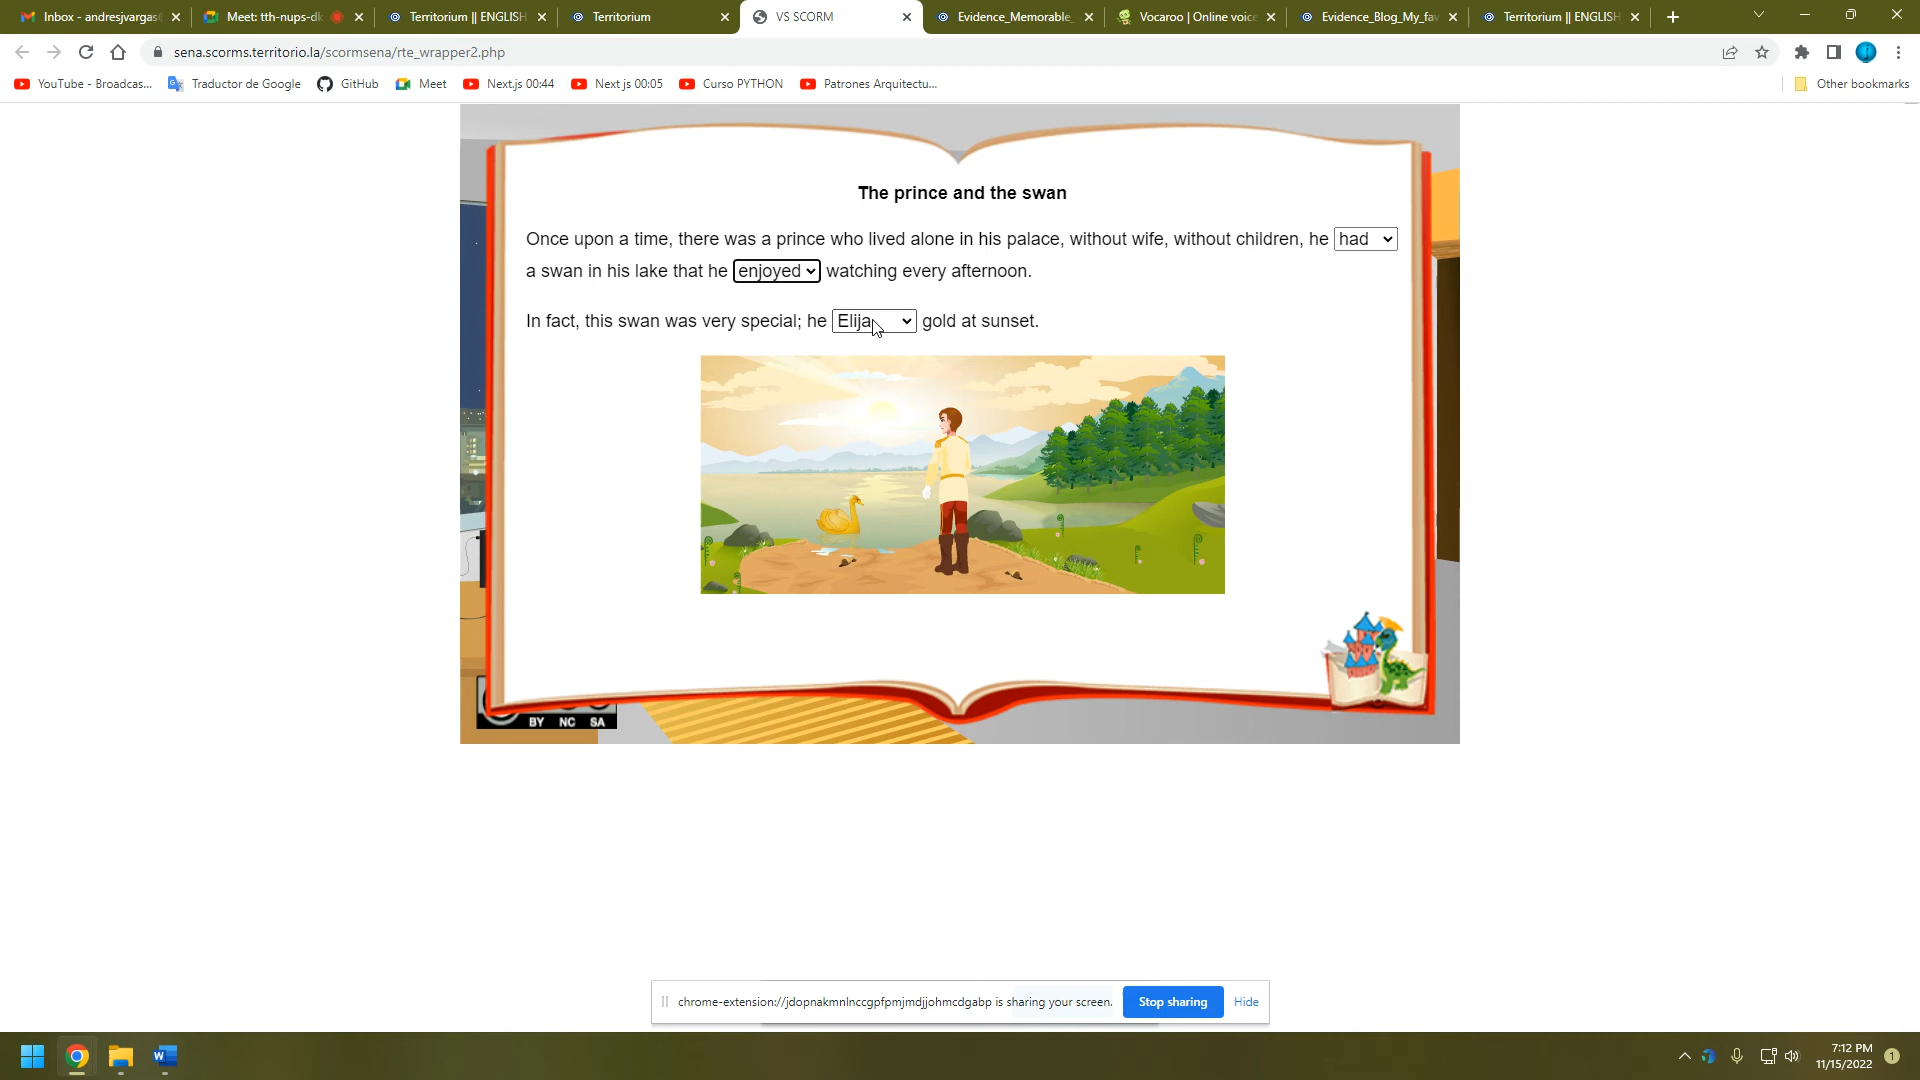 Inbox - andresjvargas
Meet: tth-nups-dk
Territorium || ENGLISH
Territorium
VS SCORM
Evidence_Memorable_
Vocaroo | Online voice
Evidence_Blog_My_fav
Territorium || ENGLISH
sena.scorms.territorio.la/scormsena/rte_wrapper2.php
YouTube - Broadcas...
Traductor de Google
GitHub
Meet
Next.js 00:44
Next js 00:05
Curso PYTHON
Patrones Arquitectu...
Other bookmarks
The prince and the swan
Once upon a time, there was a prince who lived alone in his palace, without wife, without children, he had
a swan in his lake that he enjoyed watching every afternoon.
In fact, this swan was very special; he Elija gold at sunset.
BY NC SA
chrome-extension://jdopnakmnlnccgpfpmjmdjjohmcdgabp is sharing your screen.
Stop sharing
Hide
7:12 PM
11/15/2022
1